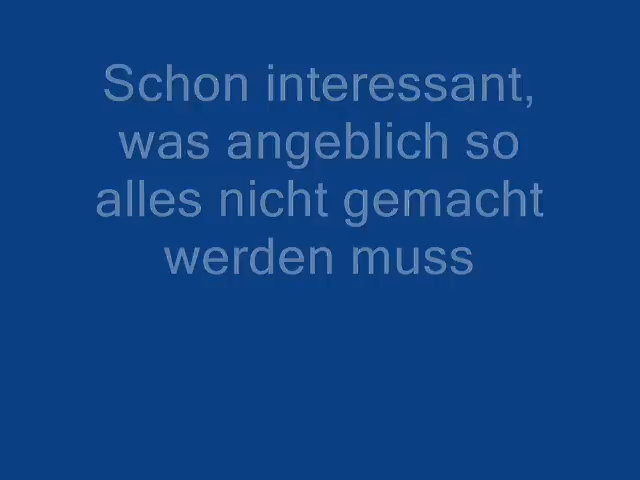 Schon interessant,
was angeblich so
alles nicht gemacht
werden muss